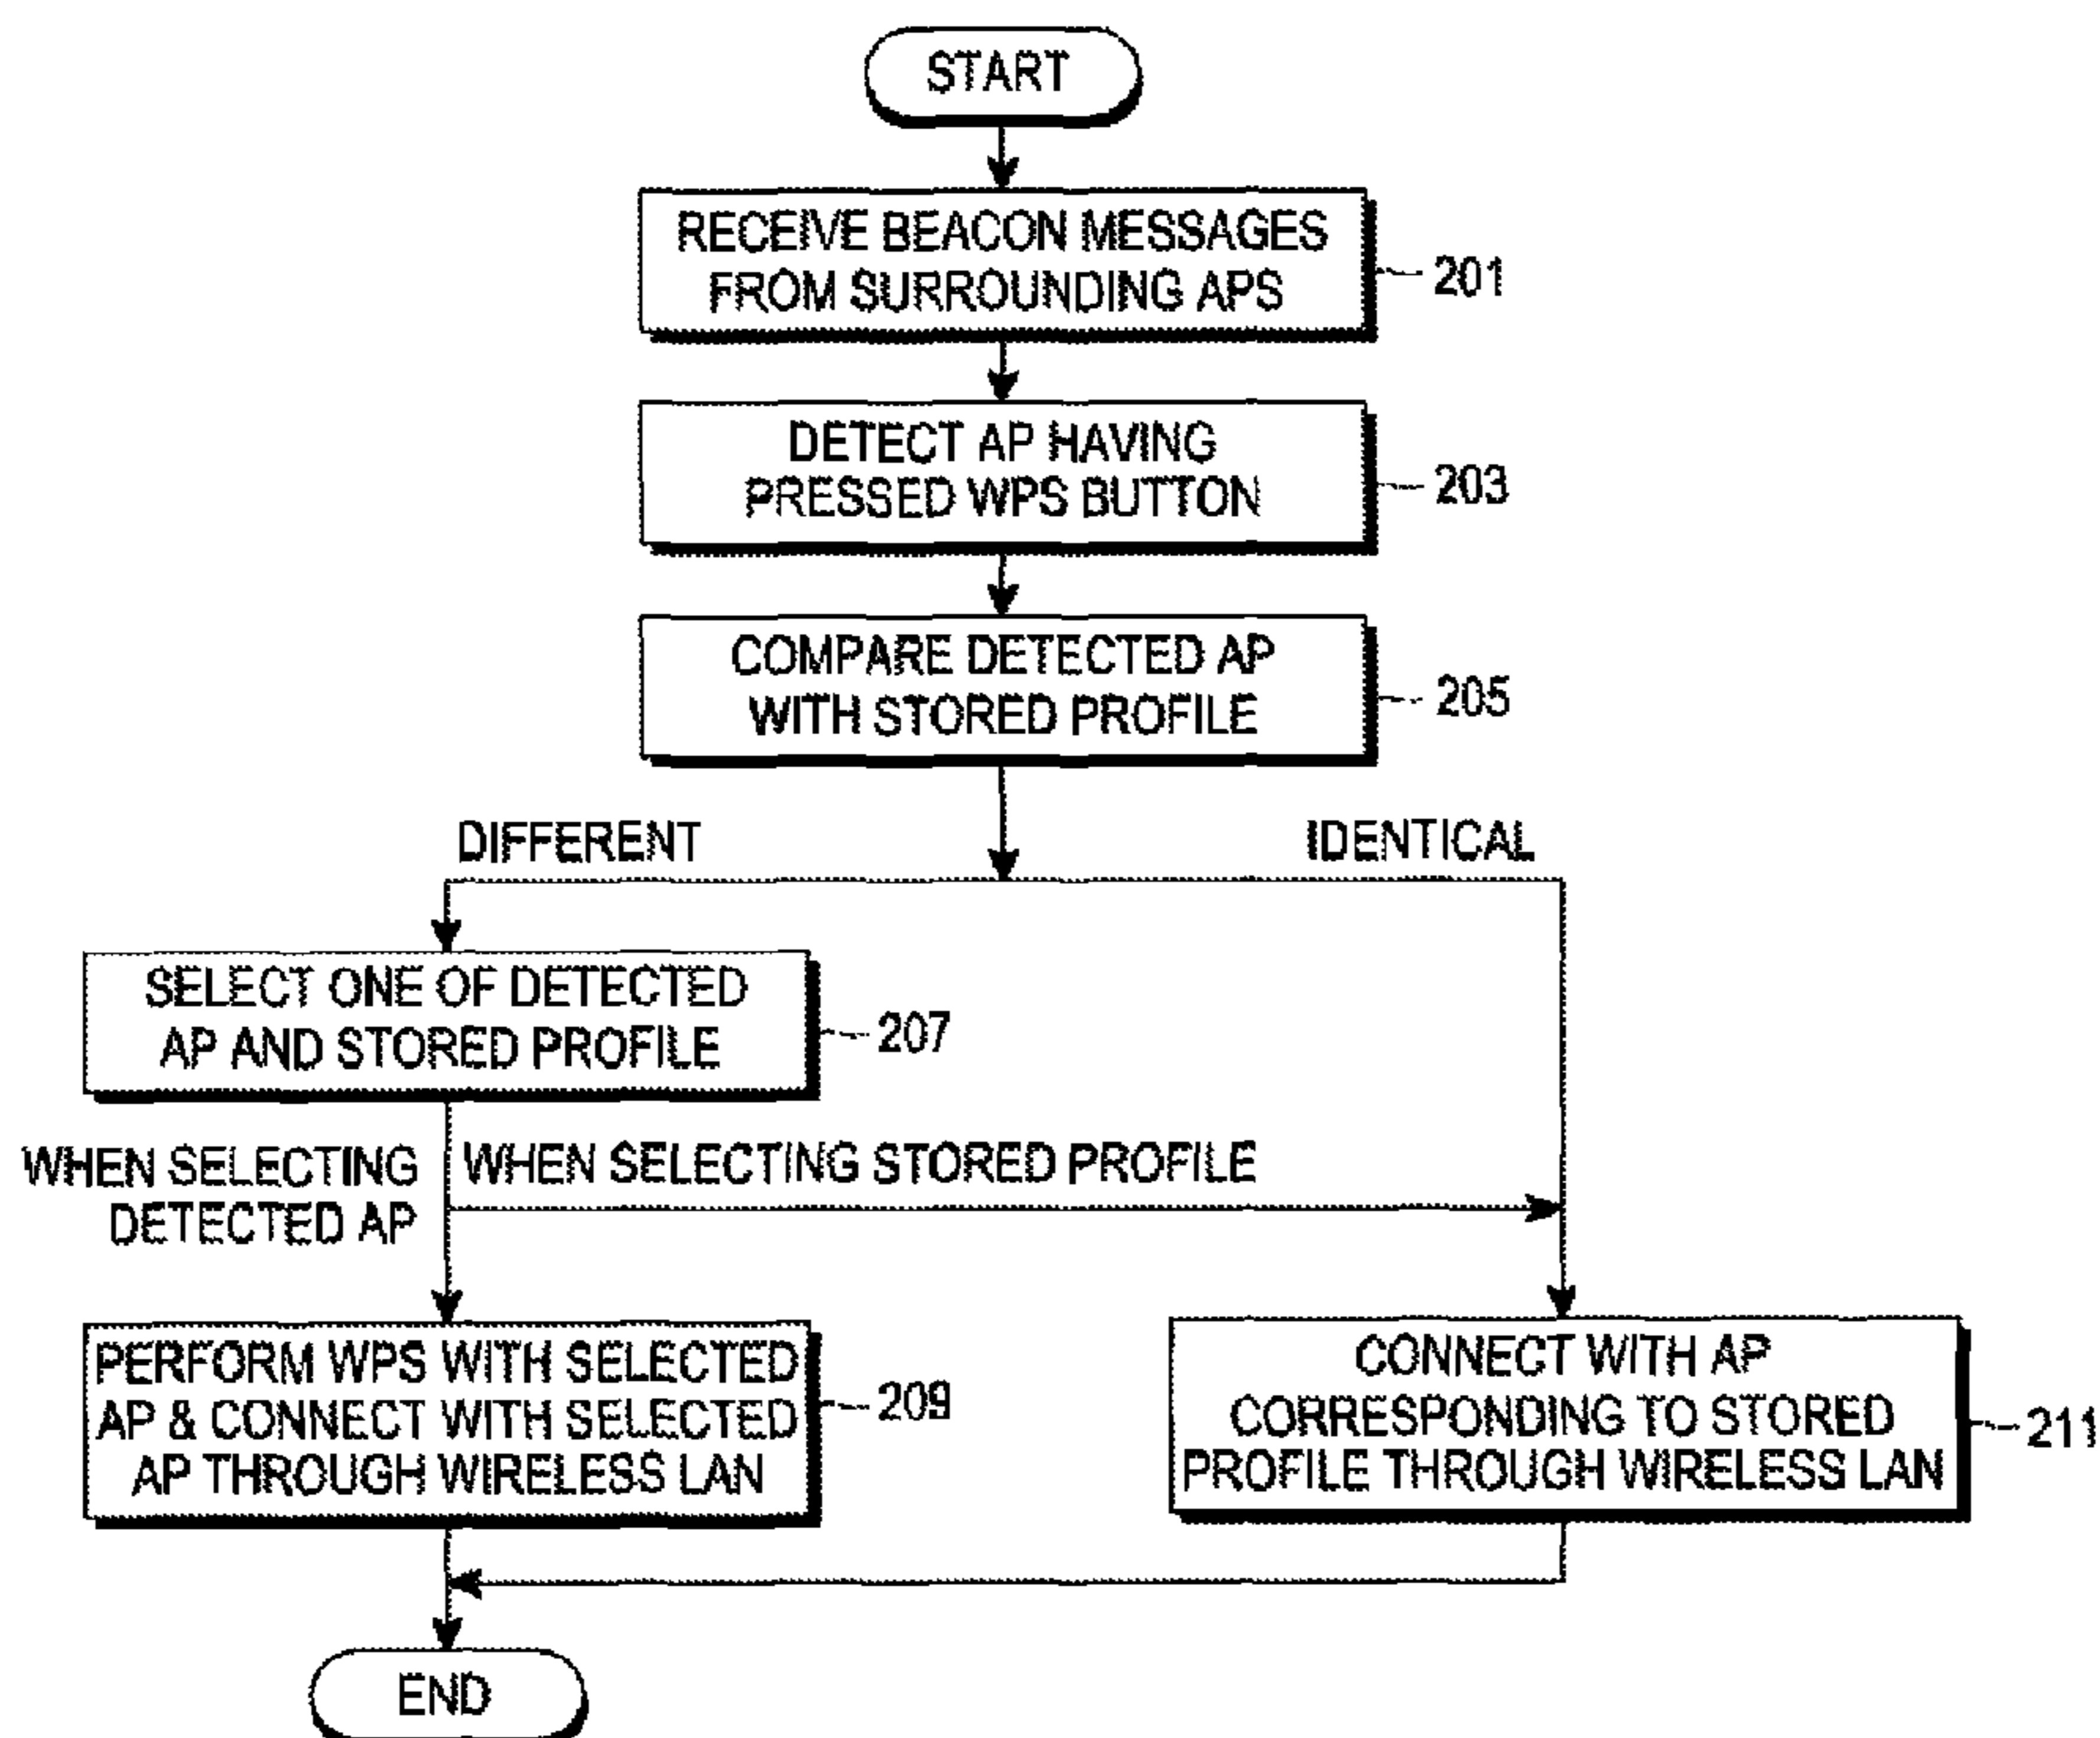 START
RECEIVE BEACON MESSAGES
FROM SURROUNDING APS
201
DETECT AP HAVING
PRESSED WPS BUTTON
203
COMPARE DETECTED AP
WITH STORED PROFILE
205
DIFFERENT
IDENTICAL
SELECT ONE OF DETECTED
AP AND STORED PROFILE
207
WHEN SELECTING
DETECTED AP
WHEN SELECTING STORED PROFILE
PERFORM WPS WITH SELECTED
AP & CONNECT WITH SELECTED
AP THROUGH WIRELESS LAN
209
CONNECT WITH AP
CORRESPONDING TO STORED
PROFILE THROUGH WIRELESS LAN
211
END